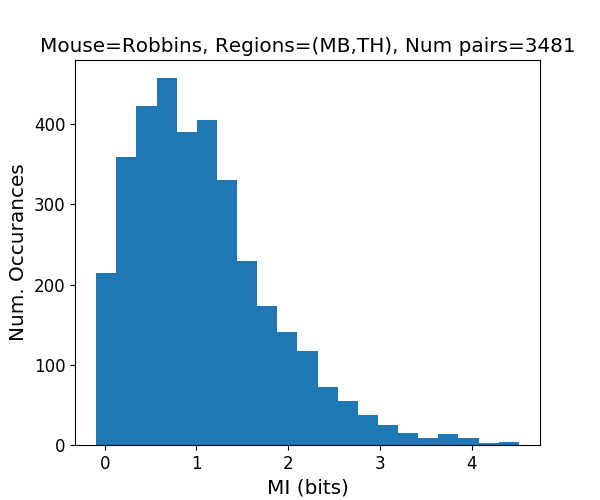 Mouse=Robbins, Regions=(MB,TH), Num pairs=3481
Num. Occurances
400
300
200
100
0
0 1 2 3 4
MI (bits)